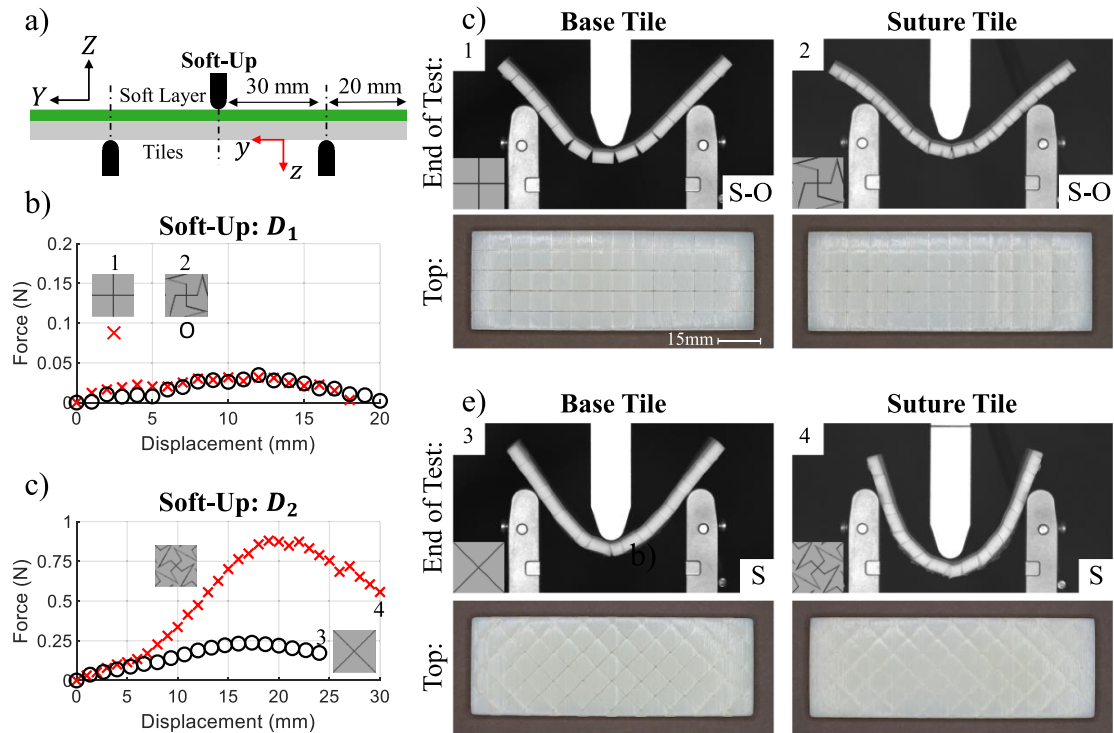 a)
Z
Soft-Up
Y
Soft Layer
30 mm
20 mm
Tiles
y
z
b)
Soft-Up: D₁
0.2
0.15
0.1
0.05
0
Force (N)
1
2
0
5
10
15
20
Displacement (mm)
c)
Soft-Up: D₂
1
0.75
0.5
0.25
0
Force (N)
4
3
0
5
10
15
20
25
30
Displacement (mm)
c)
Base Tile
Suture Tile
End of Test:
1
S-O
2
S-O
Top:
15mm
e)
Base Tile
Suture Tile
End of Test:
3
b)
4
S
Top: